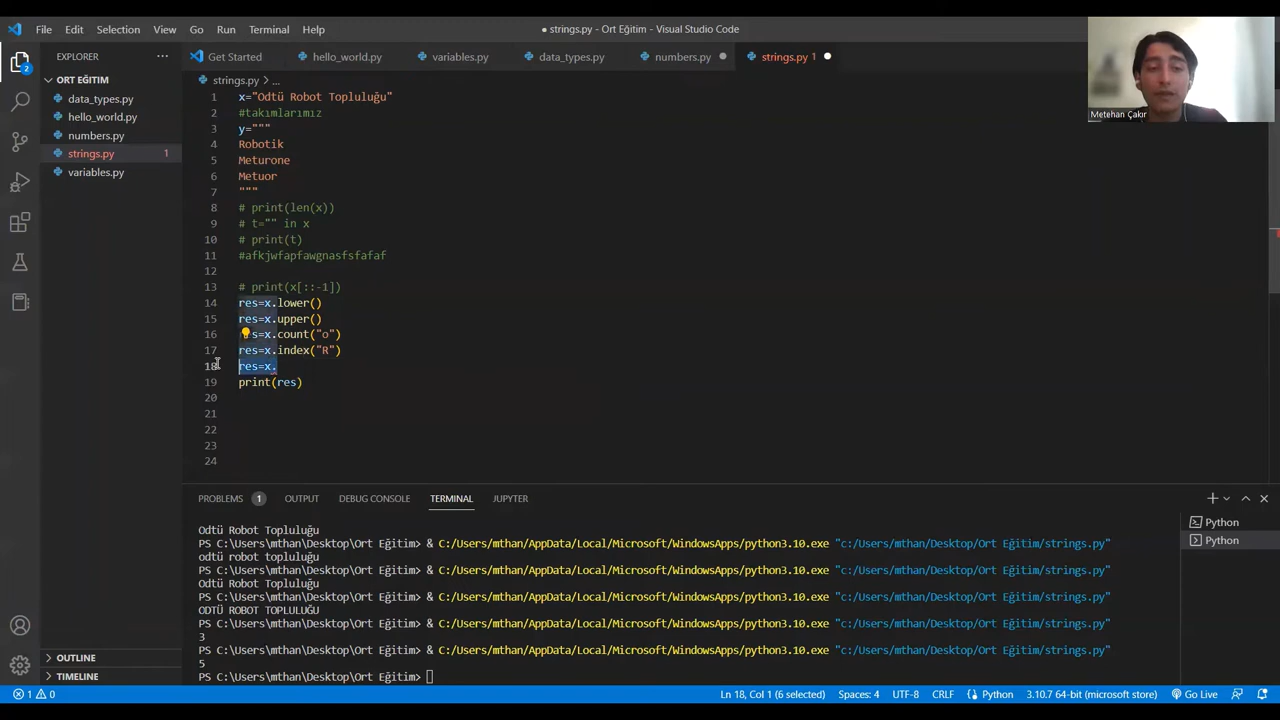 File Edit Selection View Go Run Terminal Help
● strings.py - Ort Eğitim - Visual Studio Code
EXPLORER
Get Started hello_world.py variables.py data_types.py numbers.py strings.py 1
ORT EĞITIM
data_types.py
hello_world.py
numbers.py
strings.py 1
variables.py
strings.py > ...
1 x="Odtü Robot Topluluğu"
2 #takımlarımız
3 y="""
4 Robotik
5 Meturone
6 Metuor
7 """
8 # print(len(x))
9 # t="" in x
10 # print(t)
11 #afkjwfapfawgnasfsfafaf
12
13 # print(x[::-1])
14 res=x.lower()
15 res=x.upper()
16 s=x.count("o")
17 res=x.index("R")
18 res=x.
19 print(res)
20
21
22
23
24
Metehan Çakır
2
PROBLEMS 1 OUTPUT DEBUG CONSOLE TERMINAL JUPYTER
Odtü Robot Topluluğu
PS C:\Users\mthan\Desktop\Ort Eğitim> & C:/Users/mthan/AppData/Local/Microsoft/WindowsApps/python3.10.exe "c:/Users/mthan/Desktop/Ort Eğitim/strings.py"
odtü robot topluluğu
PS C:\Users\mthan\Desktop\Ort Eğitim> & C:/Users/mthan/AppData/Local/Microsoft/WindowsApps/python3.10.exe "c:/Users/mthan/Desktop/Ort Eğitim/strings.py"
Odtü Robot Topluluğu
PS C:\Users\mthan\Desktop\Ort Eğitim> & C:/Users/mthan/AppData/Local/Microsoft/WindowsApps/python3.10.exe "c:/Users/mthan/Desktop/Ort Eğitim/strings.py"
ODTÜ ROBOT TOPLULUĞU
PS C:\Users\mthan\Desktop\Ort Eğitim> & C:/Users/mthan/AppData/Local/Microsoft/WindowsApps/python3.10.exe "c:/Users/mthan/Desktop/Ort Eğitim/strings.py"
3
PS C:\Users\mthan\Desktop\Ort Eğitim> & C:/Users/mthan/AppData/Local/Microsoft/WindowsApps/python3.10.exe "c:/Users/mthan/Desktop/Ort Eğitim/strings.py"
5
PS C:\Users\mthan\Desktop\Ort Eğitim>
Python
Python
OUTLINE
TIMELINE
1 0 Ln 18, Col 1 (6 selected) Spaces: 4 UTF-8 CRLF Python 3.10.7 64-bit (microsoft store) Go Live